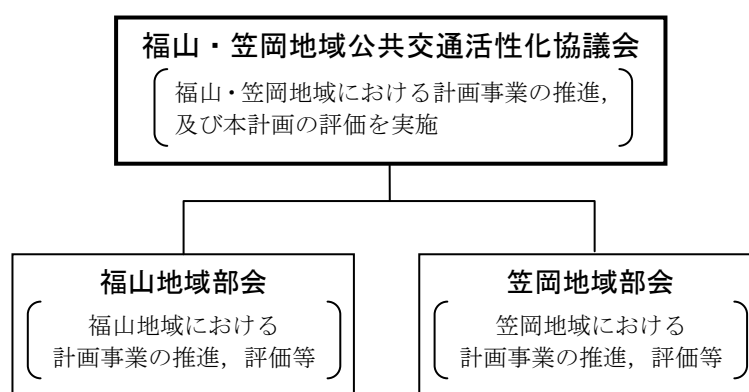 福山・笠岡地域公共交通活性化協議会
福山・笠岡地域における計画事業の推進，
及び本計画の評価を実施
福山地域部会
福山地域における
計画事業の推進，評価等
笠岡地域部会
笠岡地域における
計画事業の推進，評価等